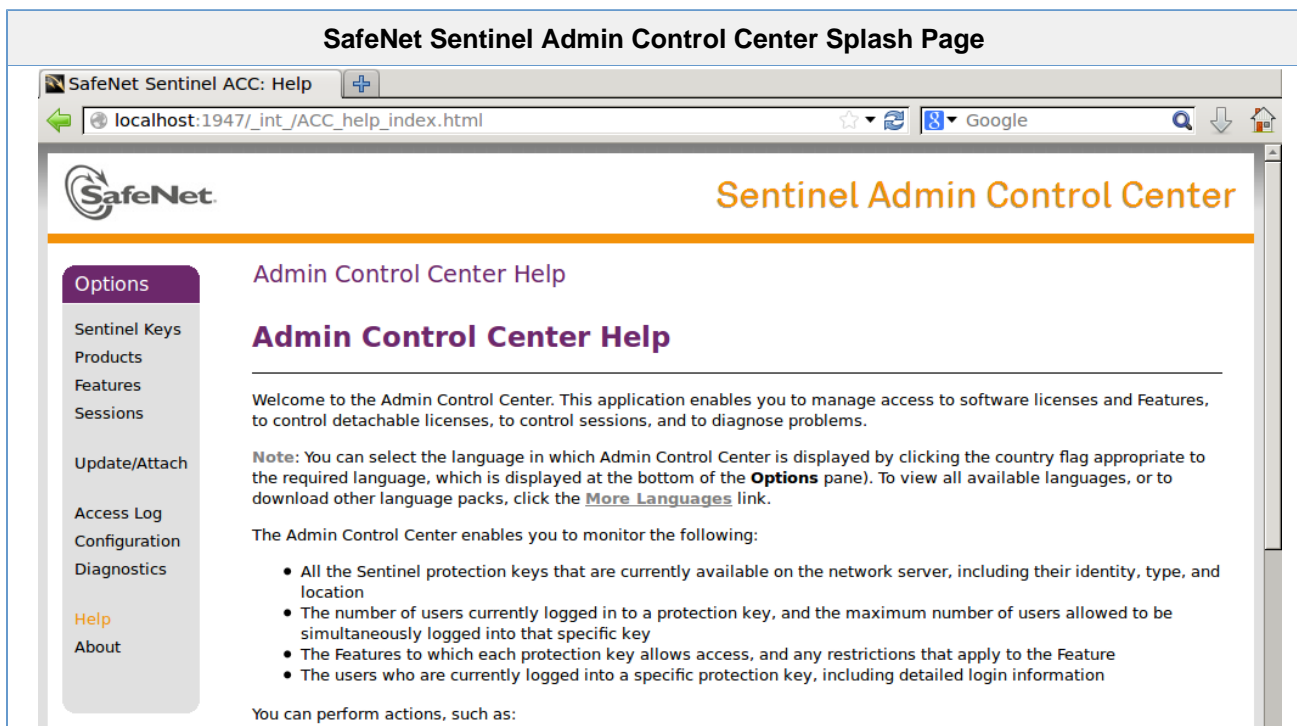 SafeNet Sentinel Admin Control Center Splash Page
SafeNet Sentinel ACC: Help
localhost:1947/_int_/ACC_help_index.html
8 Google
SafeNet.
Sentinel Admin Control Center
Options
Sentinel Keys
Products
Features
Sessions
Update/Attach
Access Log
Configuration
Diagnostics
Help
About
Admin Control Center Help
Admin Control Center Help
Welcome to the Admin Control Center. This application enables you to manage access to software licenses and Features,
to control detachable licenses, to control sessions, and to diagnose problems.
Note: You can select the language in which Admin Control Center is displayed by clicking the country flag appropriate to
the required language, which is displayed at the bottom of the Options pane). To view all available languages, or to
download other language packs, click the More Languages link.
The Admin Control Center enables you to monitor the following:
• All the Sentinel protection keys that are currently available on the network server, including their identity, type, and
location
• The number of users currently logged in to a protection key, and the maximum number of users allowed to be
simultaneously logged into that specific key
• The Features to which each protection key allows access, and any restrictions that apply to the Feature
• The users who are currently logged into a specific protection key, including detailed login information
You can perform actions, such as: